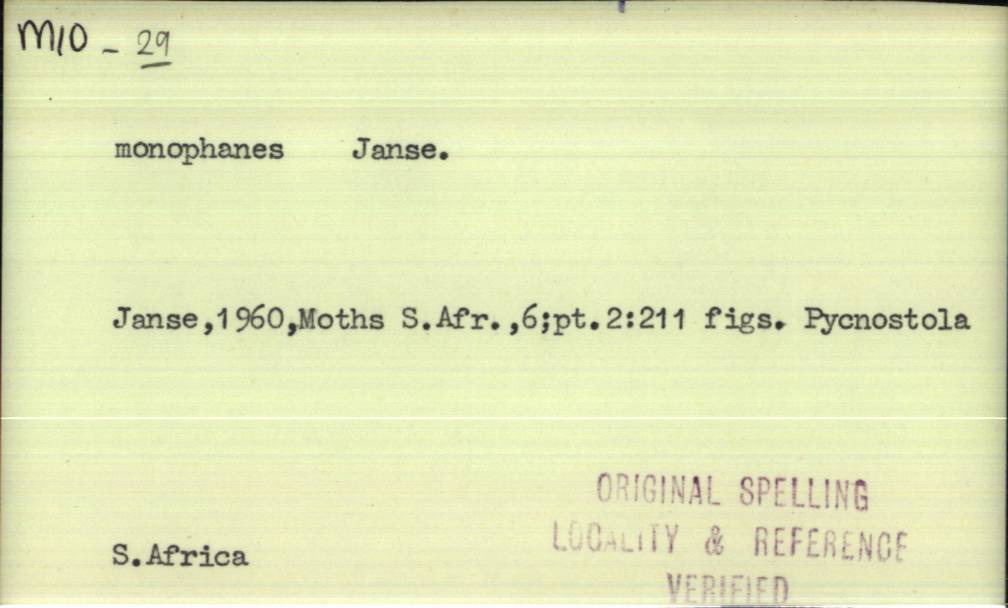 M10 - 29
monophanes Janse.
Janse,1960,Moths S.Afr.,6;pt.2:211 figs. Pycnostola
S.Africa
ORIGINAL SPELLING
LOCALITY & REFERENCE
VERIFIED